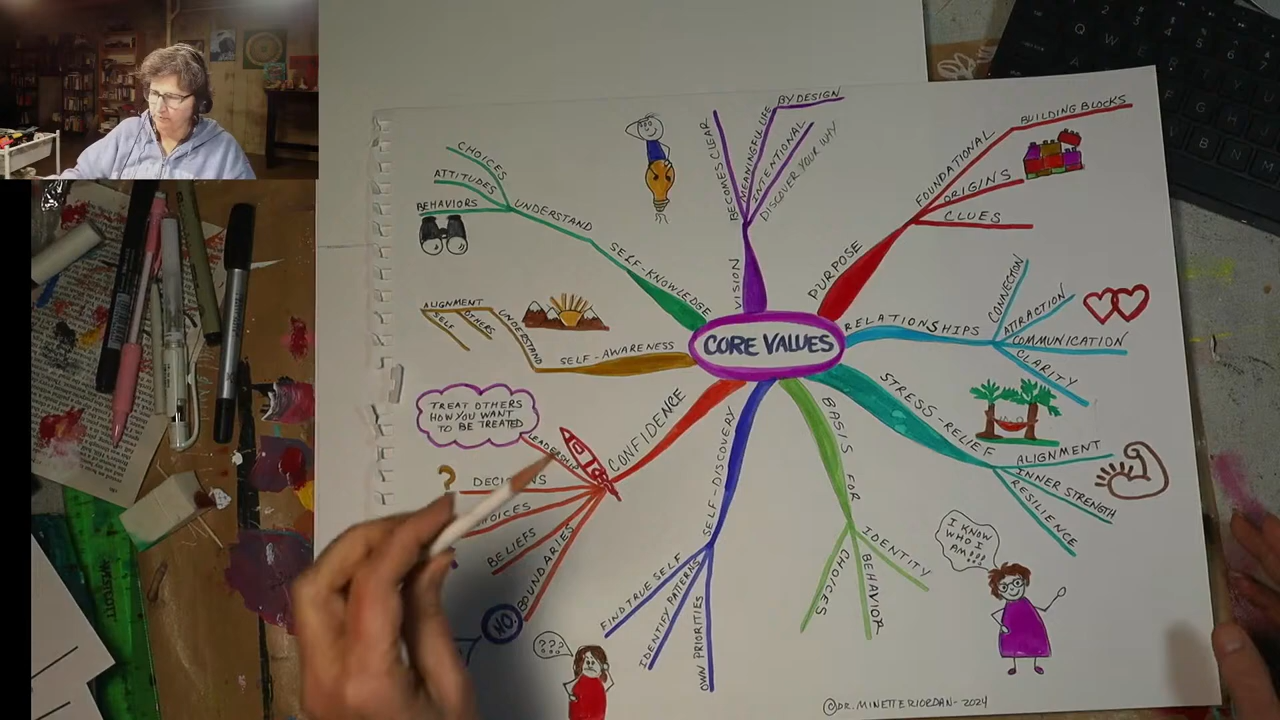 CORE VALUES
VISION
BECOMES CLEAR
MEANINGFUL LIFE
BY DESIGN
INTENTIONAL
DISCOVER YOUR WAY
PURPOSE
FOUNDATIONAL
BUILDING BLOCKS
ORIGINS
CLUES
RELATIONSHIPS
CONNECTION
ATTRACTION
COMMUNICATION
CLARITY
STRESS-RELIEF
ALIGNMENT
INNER STRENGTH
RESILIENCE
BASIS FOR
IDENTITY
BEHAVIOR
CHOICES
I KNOW
WHO I
AM
SELF-DISCOVERY
FIND TRUE SELF
IDENTIFY PATTERNS
OWN PRIORITIES
???
CONFIDENCE
LEADERSHIP
TREAT OTHERS
HOW YOU WANT
TO BE TREATED
?
BELIEFS
BOUNDARIES
NO!
SELF-AWARENESS
UNDERSTAND
ALIGNMENT
SELF
OTHERS
SELF-KNOWLEDGE
UNDERSTAND
CHOICES
ATTITUDES
BEHAVIORS
©DR. MINETTE RIORDAN-2024
WESTCOTT